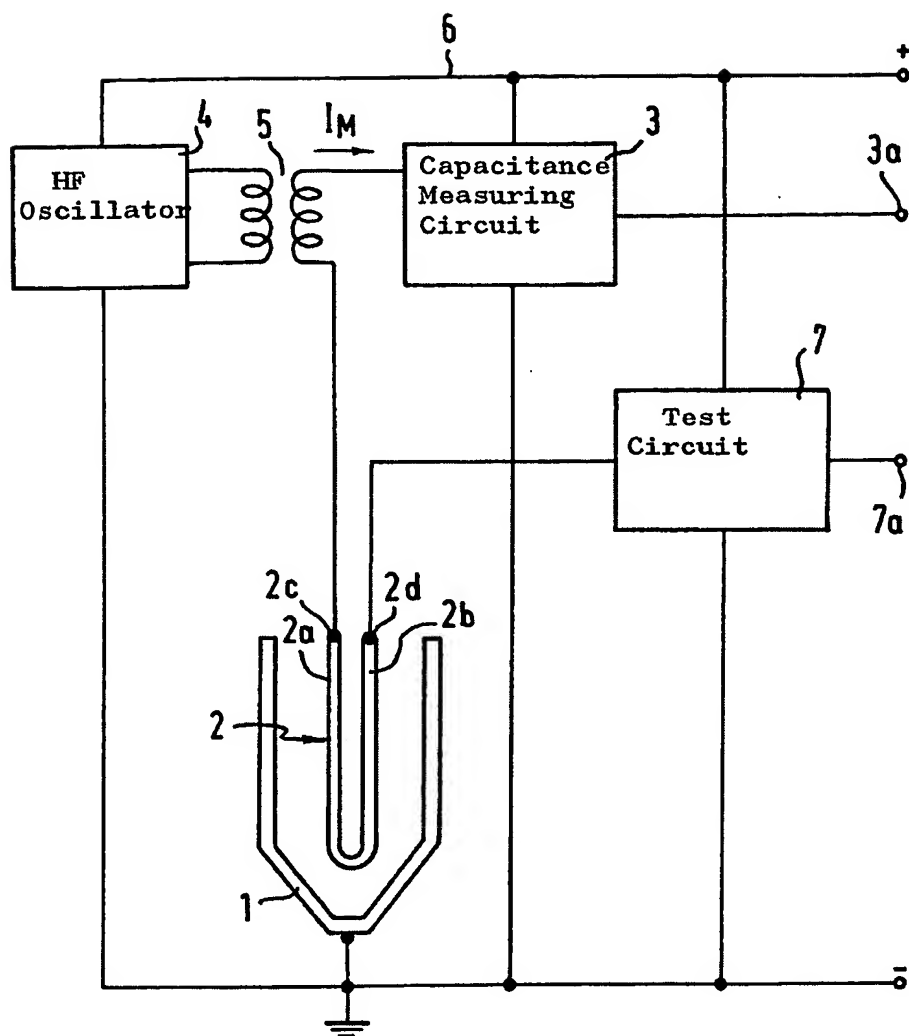 6
+
4
5
I_M
3
HF
Oscillator
Capacitance
Measuring
Circuit
3a
7
Test
Circuit
7a
2c
2d
2a
2b
2
1
-